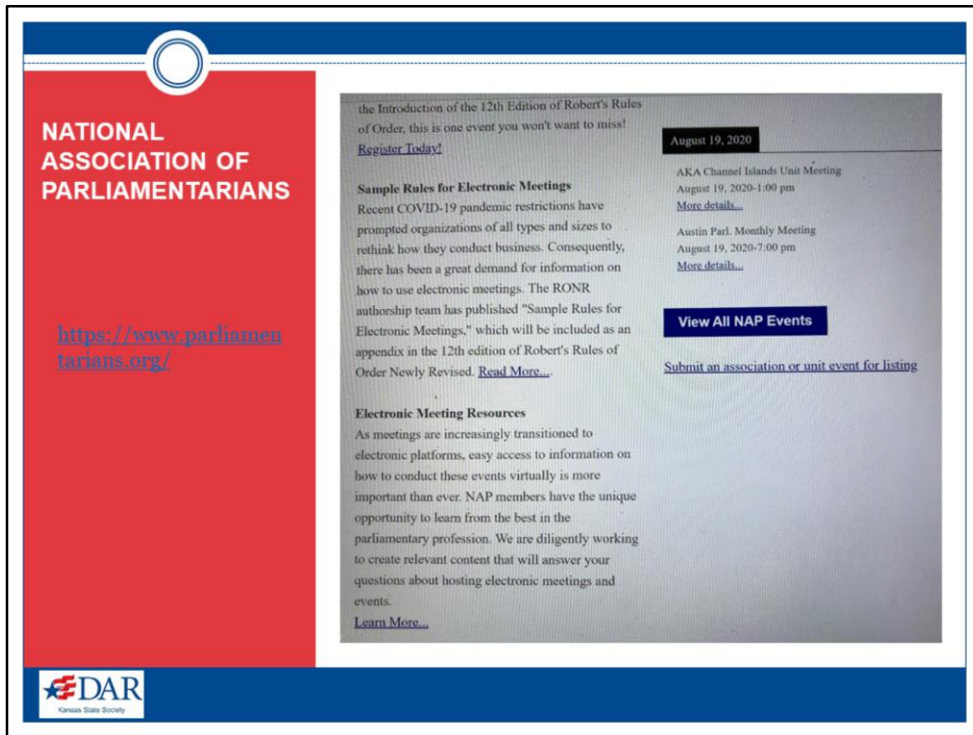 NATIONAL
ASSOCIATION OF
PARLIAMENTARIANS
https://www.parliamen
tarians.org/
the Introduction of the 12th Edition of Robert's Rules
of Order, this is one event you won't want to miss!
Register Today!
Sample Rules for Electronic Meetings
Recent COVID-19 pandemic restrictions have
prompted organizations of all types and sizes to
rethink how they conduct business. Consequently,
there has been a great demand for information on
how to use electronic meetings. The RONR
authorship team has published "Sample Rules for
Electronic Meetings," which will be included as an
appendix in the 12th edition of Robert's Rules of
Order Newly Revised. Read More....
Electronic Meeting Resources
As meetings are increasingly transitioned to
electronic platforms, easy access to information on
how to conduct these events virtually is more
important than ever. NAP members have the unique
opportunity to learn from the best in the
parliamentary profession. We are diligently working
to create relevant content that will answer your
questions about hosting electronic meetings and
events.
Learn More...
August 19, 2020
AKA Channel Islands Unit Meeting
August 19, 2020-1:00 pm
More details...
Austin Parl. Monthly Meeting
August 19, 2020-7:00 pm
More details...
View All NAP Events
Submit an association or unit event for listing
DAR
Kansas State Society